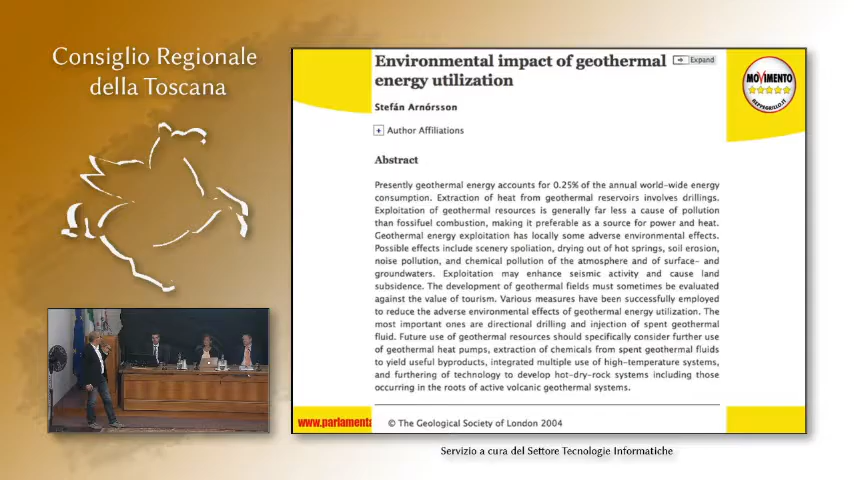 Consiglio Regionale
della Toscana
Environmental impact of geothermal
energy utilization
Expand
Stefán Arnórsson
+ Author Affiliations
Abstract
Presently geothermal energy accounts for 0.25% of the annual world-wide energy
consumption. Extraction of heat from geothermal reservoirs involves drillings.
Exploitation of geothermal resources is generally far less a cause of pollution
than fossifuel combustion, making it preferable as a source for power and heat.
Geothermal energy exploitation has locally some adverse environmental effects.
Possible effects include scenery spoliation, drying out of hot springs, soil erosion,
noise pollution, and chemical pollution of the atmosphere and of surface- and
groundwaters. Exploitation may enhance seismic activity and cause land
subsidence. The development of geothermal fields must sometimes be evaluated
against the value of tourism. Various measures have been successfully employed
to reduce the adverse environmental effects of geothermal energy utilization. The
most important ones are directional drilling and injection of spent geothermal
fluid. Future use of geothermal resources should specifically consider further use
of geothermal heat pumps, extraction of chemicals from spent geothermal fluids
to yield useful byproducts, integrated multiple use of high-temperature systems,
and furthering of technology to develop hot-dry-rock systems including those
occurring in the roots of active volcanic geothermal systems.
MOVIMENTO
BEPPEGRILLO.IT
www.parlamenta
© The Geological Society of London 2004
Servizio a cura del Settore Tecnologie Informatiche